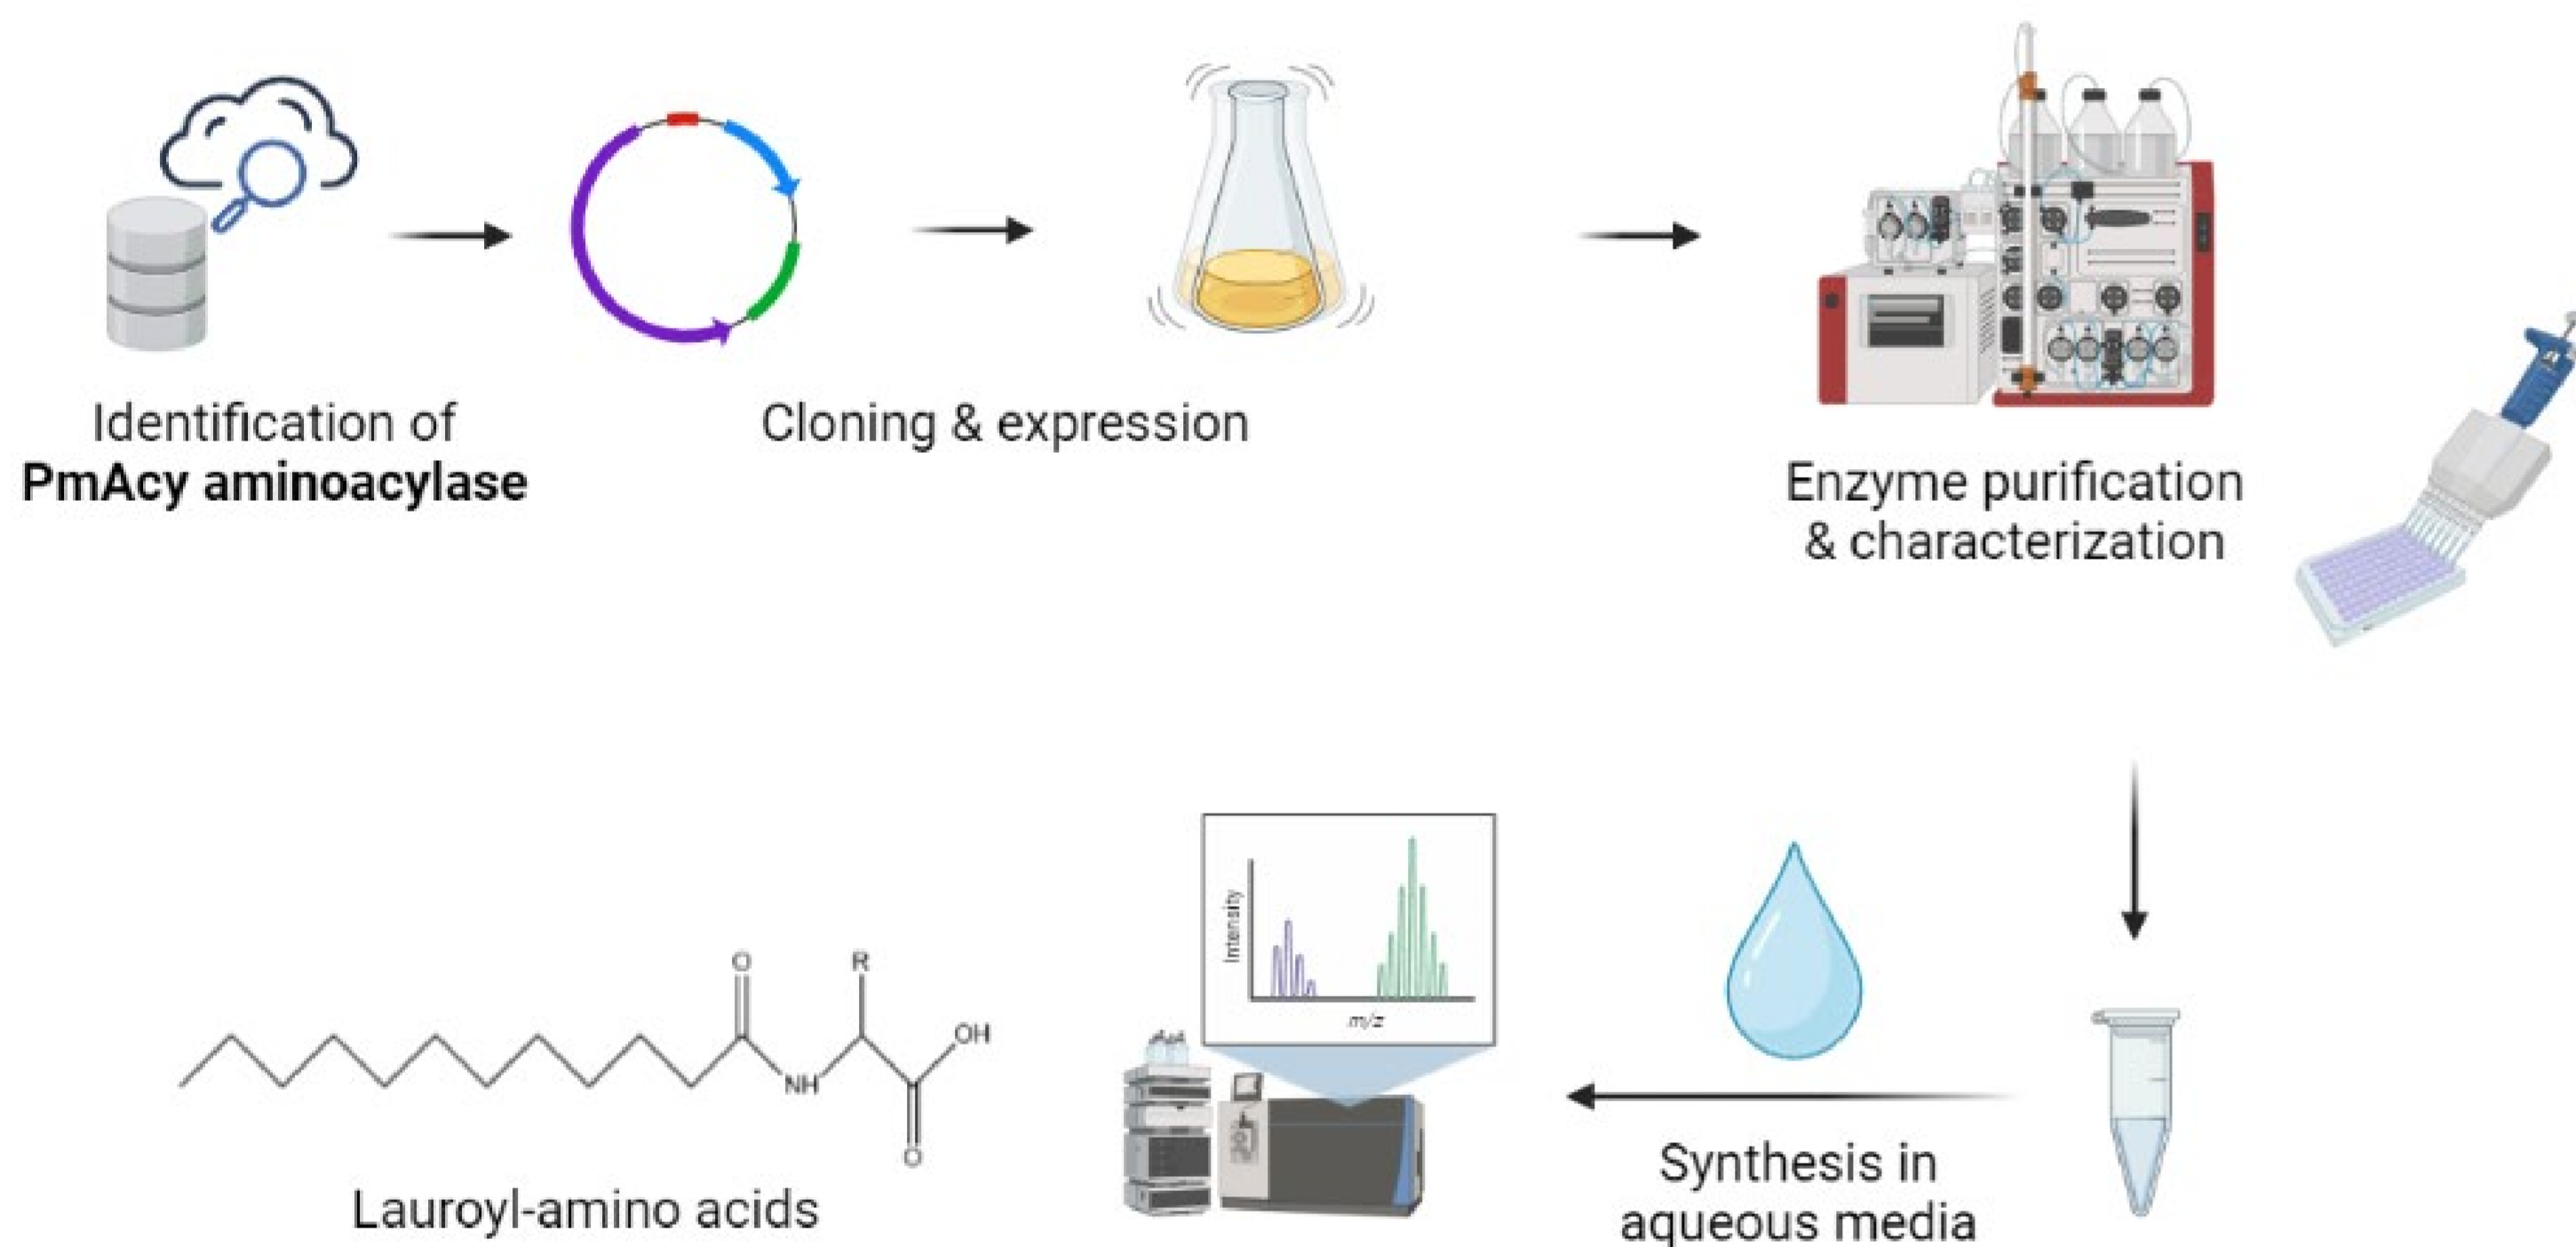 Identification of
PmAcy aminoacylase
Cloning & expression
Enzyme purification
& characterization
Intensity
m/z
O
R
OH
NH
O
Lauroyl-amino acids
Synthesis in
aqueous media